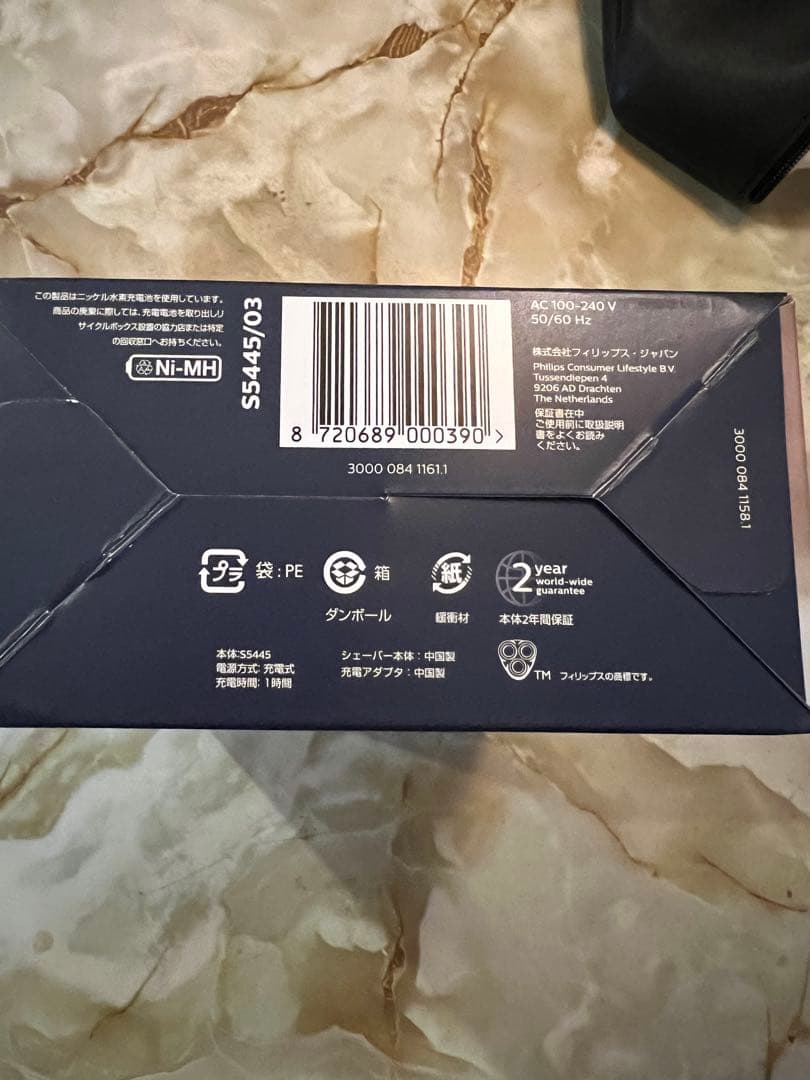 この製品はニッケル水素充電池を使用しています。
商品の廃棄に際しては、充電電池を取り出しリ
サイクルボックス設置の協力店または特定
の回収窓口へお持ちください。
Ni-MH
S5445/03
8 720689 000390 >
3000 084 1161.1
AC 100-240 V
50/60 Hz
株式会社フィリップス・ジャパン
Philips Consumer Lifestyle B.V.
Tussendiepen 4
9206 AD Drachten
The Netherlands
保証書在中
ご使用前に取扱説明
書をよくお読み
ください。
3000 084 1158.1
プラ 袋:PE
箱
ダンボール
紙
緩衝材
2 year
world-wide
guarantee
本体2年間保証
本体:S5445
電源方式: 充電式
充電時間: 1時間
シェーバー本体:中国製
充電アダプタ:中国製
TM フィリップスの商標です。